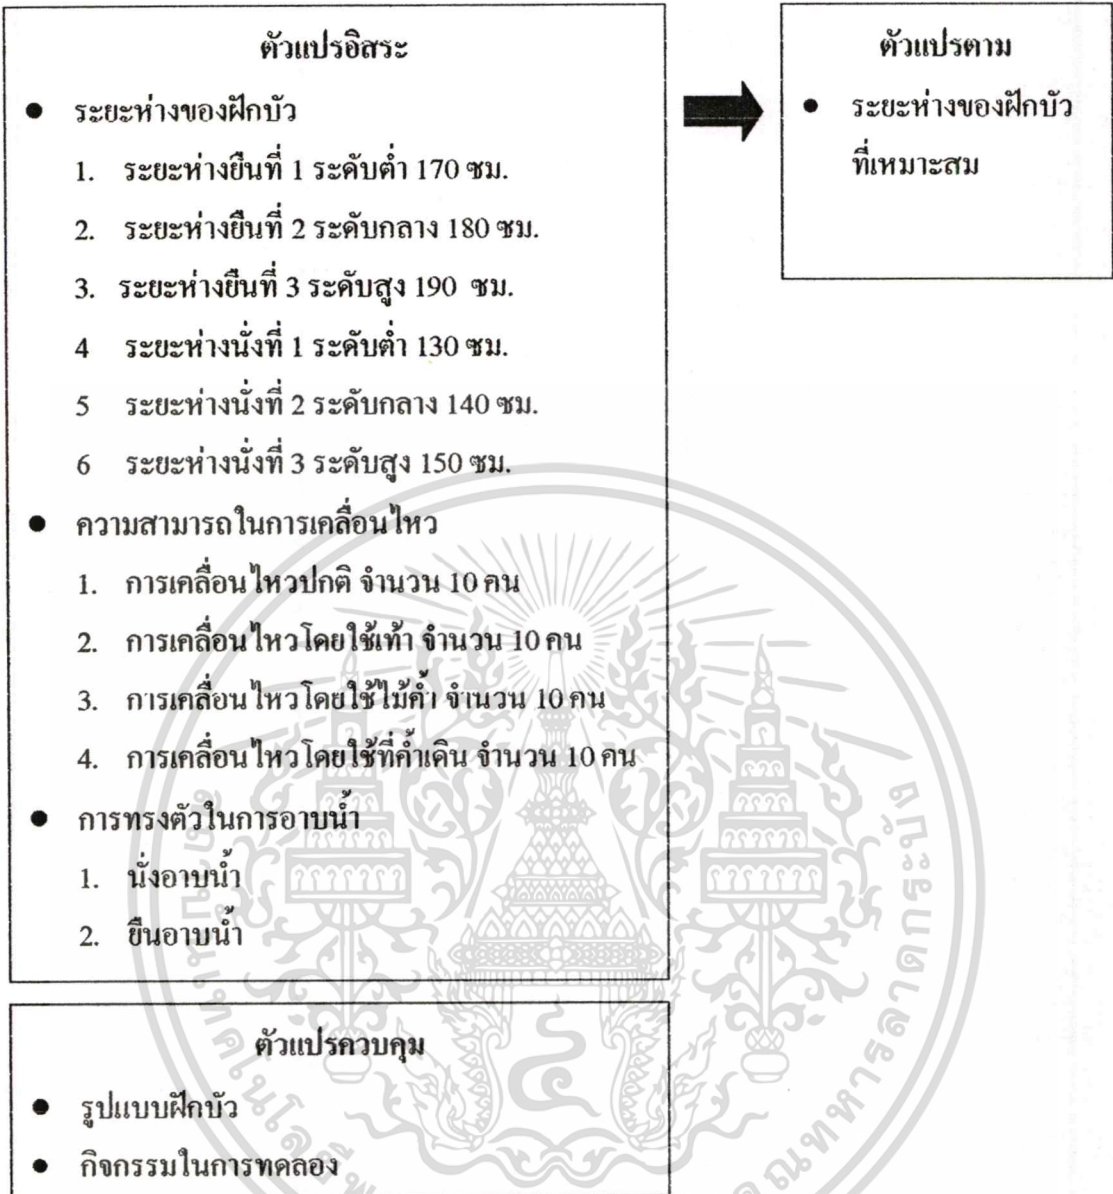 ตัวแปรอิสระ
● ระยะห่างของฝักบัว
1. ระยะห่างยืนที่ 1 ระดับต่ำ 170 ซม.
2. ระยะห่างยืนที่ 2 ระดับกลาง 180 ซม.
3. ระยะห่างยืนที่ 3 ระดับสูง 190 ซม.
4 ระยะห่างนั่งที่ 1 ระดับต่ำ 130 ซม.
5 ระยะห่างนั่งที่ 2 ระดับกลาง 140 ซม.
6 ระยะห่างนั่งที่ 3 ระดับสูง 150 ซม.
● ความสามารถในการเคลื่อนไหว
1. การเคลื่อนไหวปกติ จำนวน 10 คน
2. การเคลื่อนไหวโดยใช้เท้า จำนวน 10 คน
3. การเคลื่อนไหวโดยใช้ไม้ค้ำ จำนวน 10 คน
4. การเคลื่อนไหวโดยใช้ที่ค้ำเดิน จำนวน 10 คน
● การทรงตัวในการอาบน้ำ
1. นั่งอาบน้ำ
2. ยืนอาบน้ำ
ตัวแปรตาม
● ระยะห่างของฝักบัว
ที่เหมาะสม
ตัวแปรควบคุม
● รูปแบบฝักบัว
● กิจกรรมในการทดลอง